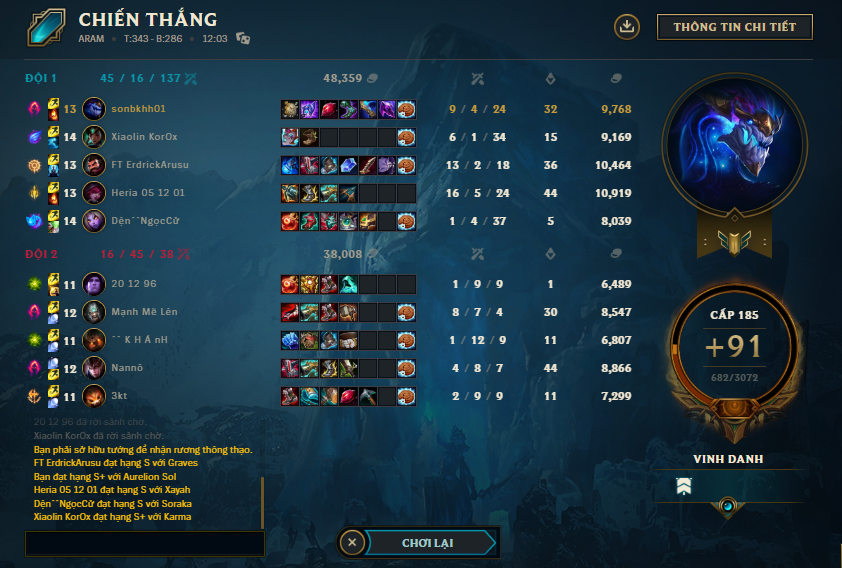 CHIẾN THẮNG
ARAM • T:343 - B:286 • 12:03
THÔNG TIN CHI TIẾT
ĐỘI 1 45 / 16 / 137 48,359
13 sonbkhh01 9 / 4 / 24 32 9,768
14 Xiaolin KorOx 6 / 1 / 34 15 9,169
13 FT ErdrickArusu 13 / 2 / 18 36 10,464
13 Heria 05 12 01 16 / 5 / 24 44 10,919
14 Dẹn˜˜NgọcCử 1 / 4 / 37 5 8,039
ĐỘI 2 16 / 45 / 38 38,008
11 20 12 96 1 / 9 / 9 1 6,489
12 Mạnh Mẽ Lên 8 / 7 / 4 30 8,547
11 ˜˜ K H Á nH 1 / 12 / 9 11 6,807
12 Nannô 4 / 8 / 7 44 8,866
11 3kt 2 / 9 / 9 11 7,299
CẤP 185
+91
682/3072
VINH DANH
20 12 96 đã rời sảnh chờ.
Xiaolin KorOx đã rời sảnh chờ.
Bạn phải sở hữu tướng để nhận rương thông thạo.
FT ErdrickArusu đạt hạng S với Graves
Bạn đạt hạng S+ với Aurelion Sol
Heria 05 12 01 đạt hạng S với Xayah
Dẹn˜˜NgọcCử đạt hạng S với Soraka
Xiaolin KorOx đạt hạng S+ với Karma
CHƠI LẠI